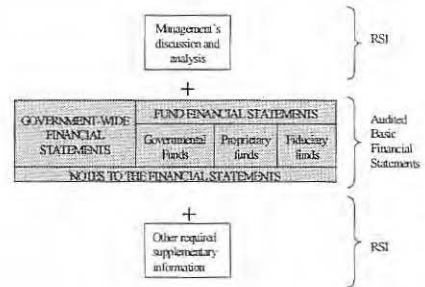 Management's
discussion and
analysis
RSI
+
GOVERNMENT-WIDE
FINANCIAL
STATEMENTS
FUND FINANCIAL STATEMENTS
Governmental
Funds
Proprietary
funds
Fiduciary
funds
NOTES TO THE FINANCIAL STATEMENTS
Audited
Basic
Financial
Statements
+
Other required
supplementary
information
RSI